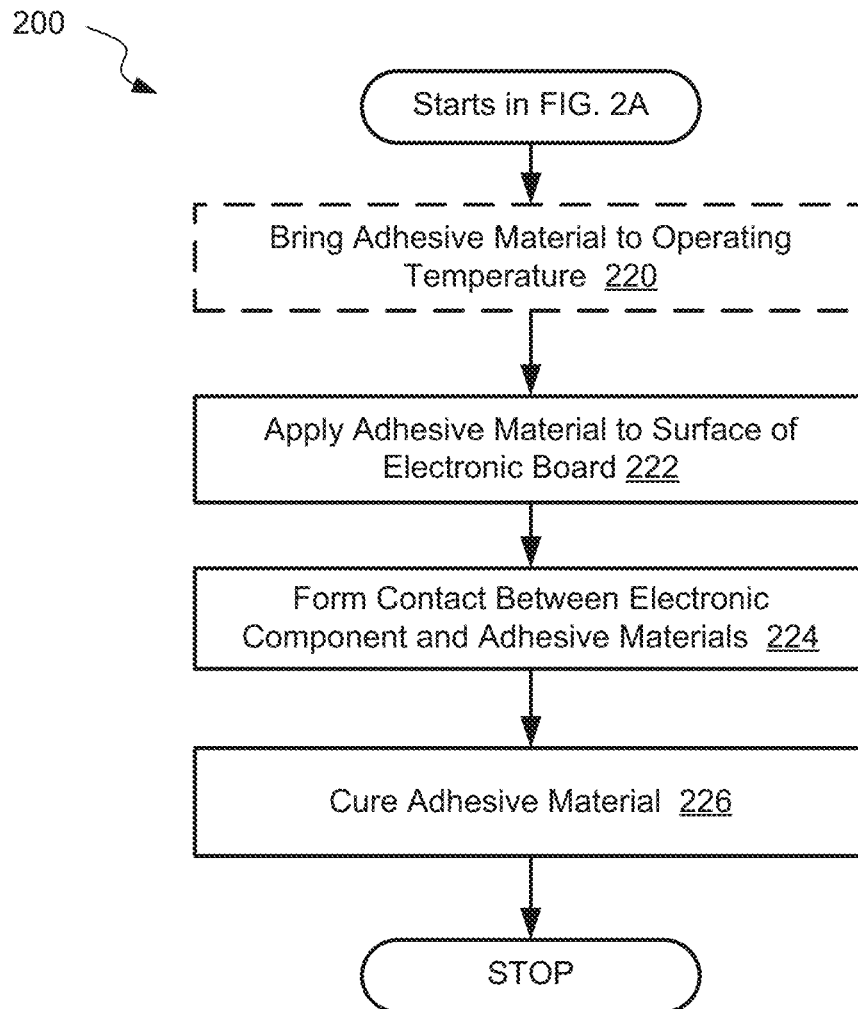 200
Starts in FIG. 2A
Bring Adhesive Material to Operating
Temperature 220
Apply Adhesive Material to Surface of
Electronic Board 222
Form Contact Between Electronic
Component and Adhesive Materials 224
Cure Adhesive Material 226
STOP